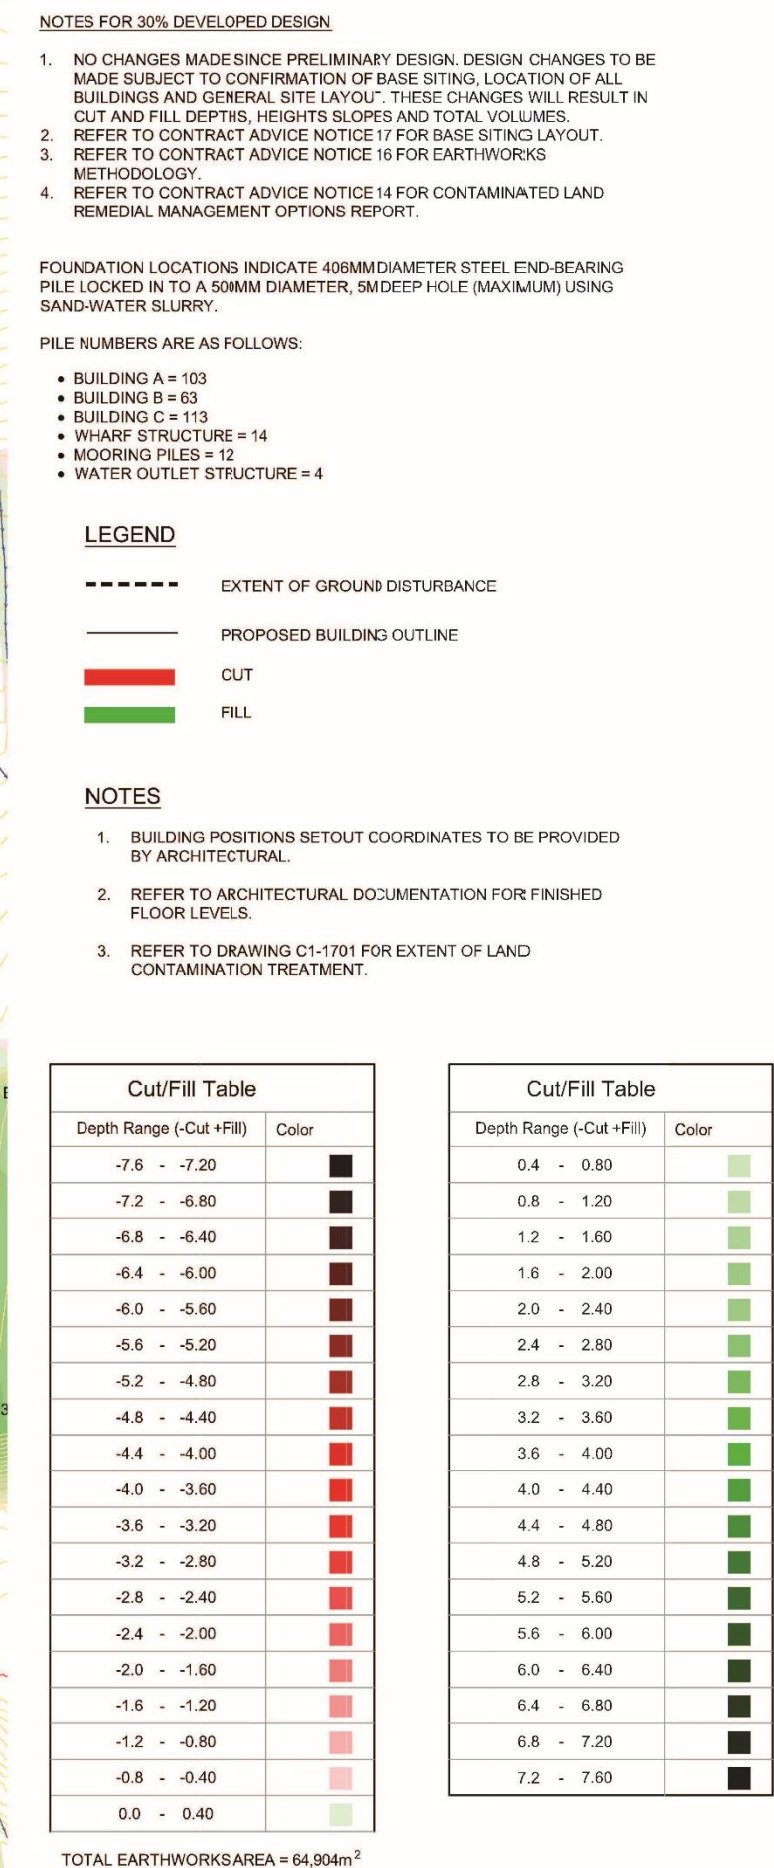 NOTES FOR 30% DEVELOPED DESIGN
1. NO CHANGES MADE SINCE PRELIMINARY DESIGN. DESIGN CHANGES TO BE
MADE SUBJECT TO CONFIRMATION OF BASE SITING, LOCATION OF ALL
BUILDINGS AND GENERAL SITE LAYOUT. THESE CHANGES WILL RESULT IN
CUT AND FILL DEPTHS, HEIGHTS SLOPES AND TOTAL VOLUMES.
2. REFER TO CONTRACT ADVICE NOTICE 17 FOR BASE SITING LAYOUT.
3. REFER TO CONTRACT ADVICE NOTICE 16 FOR EARTHWORKS
METHODOLOGY.
4. REFER TO CONTRACT ADVICE NOTICE 14 FOR CONTAMINATED LAND
REMEDIAL MANAGEMENT OPTIONS REPORT.
FOUNDATION LOCATIONS INDICATE 406MM DIAMETER STEEL END-BEARING
PILE LOCKED IN TO A 500MM DIAMETER, 5M DEEP HOLE (MAXIMUM) USING
SAND-WATER SLURRY.
PILE NUMBERS ARE AS FOLLOWS:
• BUILDING A = 103
• BUILDING B = 63
• BUILDING C = 113
• WHARF STRUCTURE = 14
• MOORING PILES = 12
• WATER OUTLET STRUCTURE = 4
LEGEND
EXTENT OF GROUND DISTURBANCE
PROPOSED BUILDING OUTLINE
CUT
FILL
NOTES
1. BUILDING POSITIONS SETOUT COORDINATES TO BE PROVIDED
BY ARCHITECTURAL.
2. REFER TO ARCHITECTURAL DOCUMENTATION FOR FINISHED
FLOOR LEVELS.
3. REFER TO DRAWING C1-1701 FOR EXTENT OF LAND
CONTAMINATION TREATMENT.
Cut/Fill Table
Depth Range (-Cut +Fill) Color
-7.6 - -7.20
-7.2 - -6.80
-6.8 - -6.40
-6.4 - -6.00
-6.0 - -5.60
-5.6 - -5.20
-5.2 - -4.80
-4.8 - -4.40
-4.4 - -4.00
-4.0 - -3.60
-3.6 - -3.20
-3.2 - -2.80
-2.8 - -2.40
-2.4 - -2.00
-2.0 - -1.60
-1.6 - -1.20
-1.2 - -0.80
-0.8 - -0.40
0.0 - 0.40
TOTAL EARTHWORKS AREA = 64,904m²
Cut/Fill Table
Depth Range (-Cut +Fill) Color
0.4 - 0.80
0.8 - 1.20
1.2 - 1.60
1.6 - 2.00
2.0 - 2.40
2.4 - 2.80
2.8 - 3.20
3.2 - 3.60
3.6 - 4.00
4.0 - 4.40
4.4 - 4.80
4.8 - 5.20
5.2 - 5.60
5.6 - 6.00
6.0 - 6.40
6.4 - 6.80
6.8 - 7.20
7.2 - 7.60